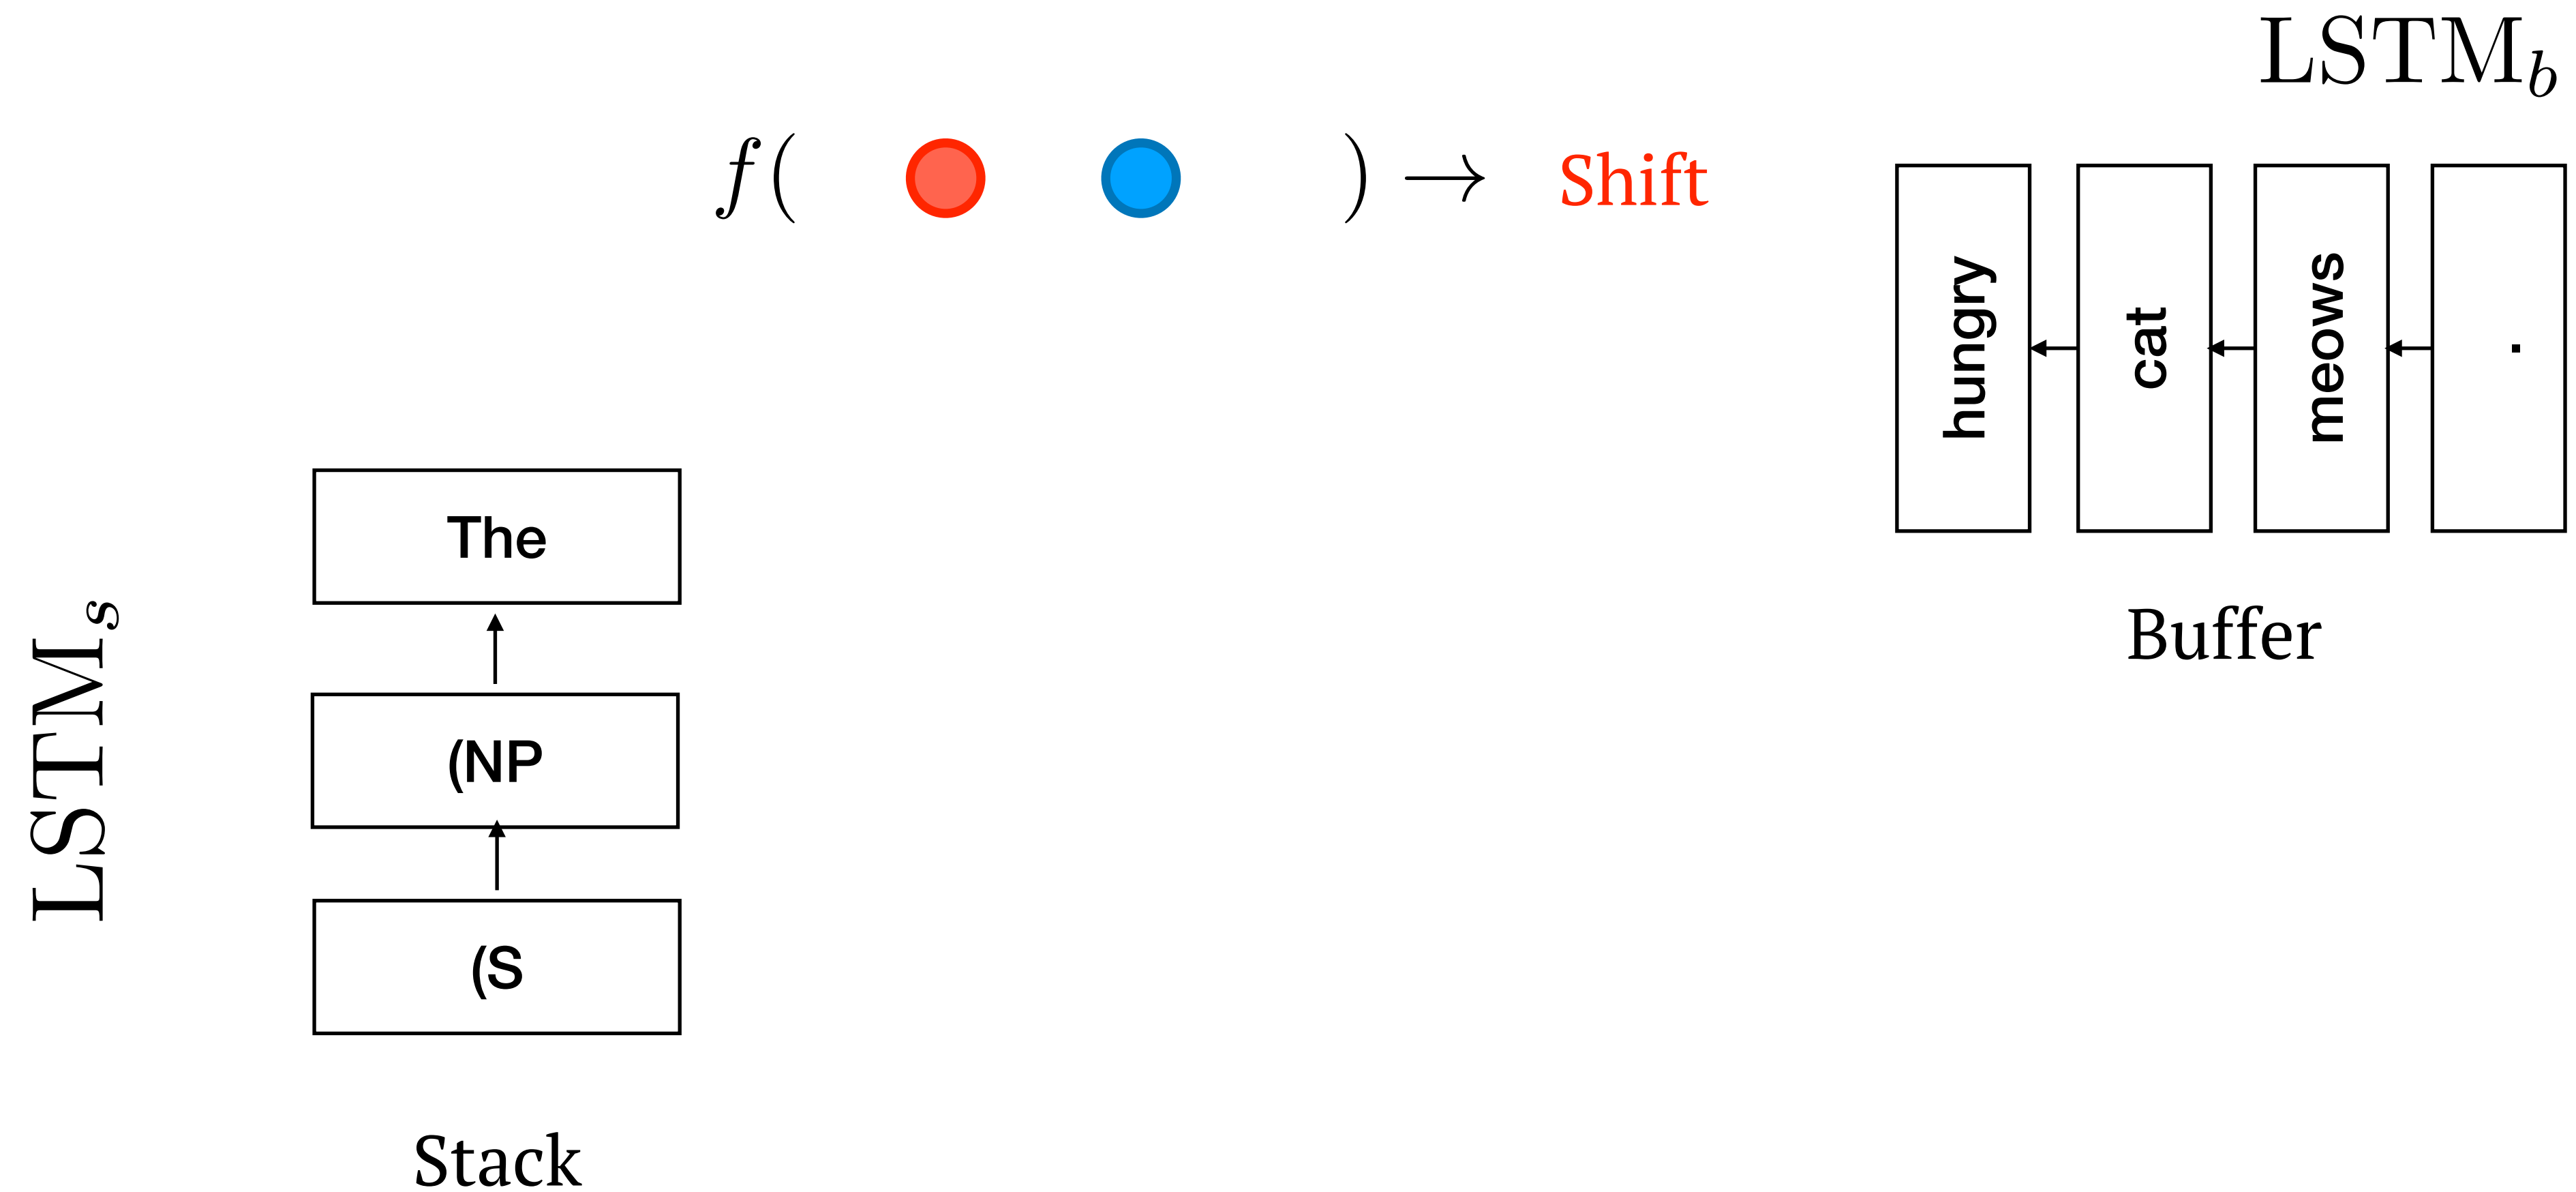 LSTM_b
f( ) → Shift
hungry
cat
meows
.
Buffer
LSTM_s
The
(NP
(S
Stack